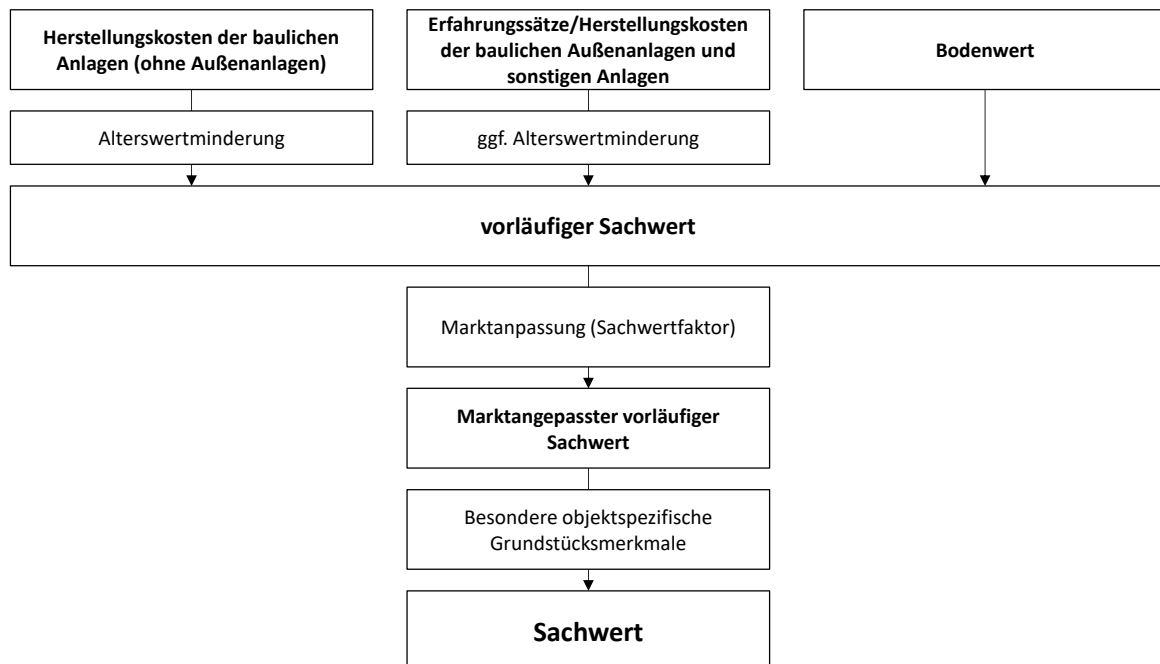 Herstellungskosten der baulichen
Anlagen (ohne Außenanlagen)
Erfahrungssätze/Herstellungskosten
der baulichen Außenanlagen und
sonstigen Anlagen
Bodenwert
Alterswertminderung
ggf. Alterswertminderung
vorläufiger Sachwert
Marktanpassung (Sachwertfaktor)
Marktangepasster vorläufiger
Sachwert
Besondere objektspezifische
Grundstücksmerkmale
Sachwert